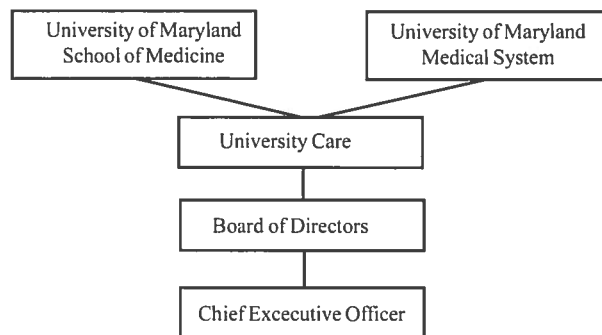 University of Maryland
School of Medicine
University of Maryland
Medical System
University Care
Board of Directors
Chief Excecutive Officer